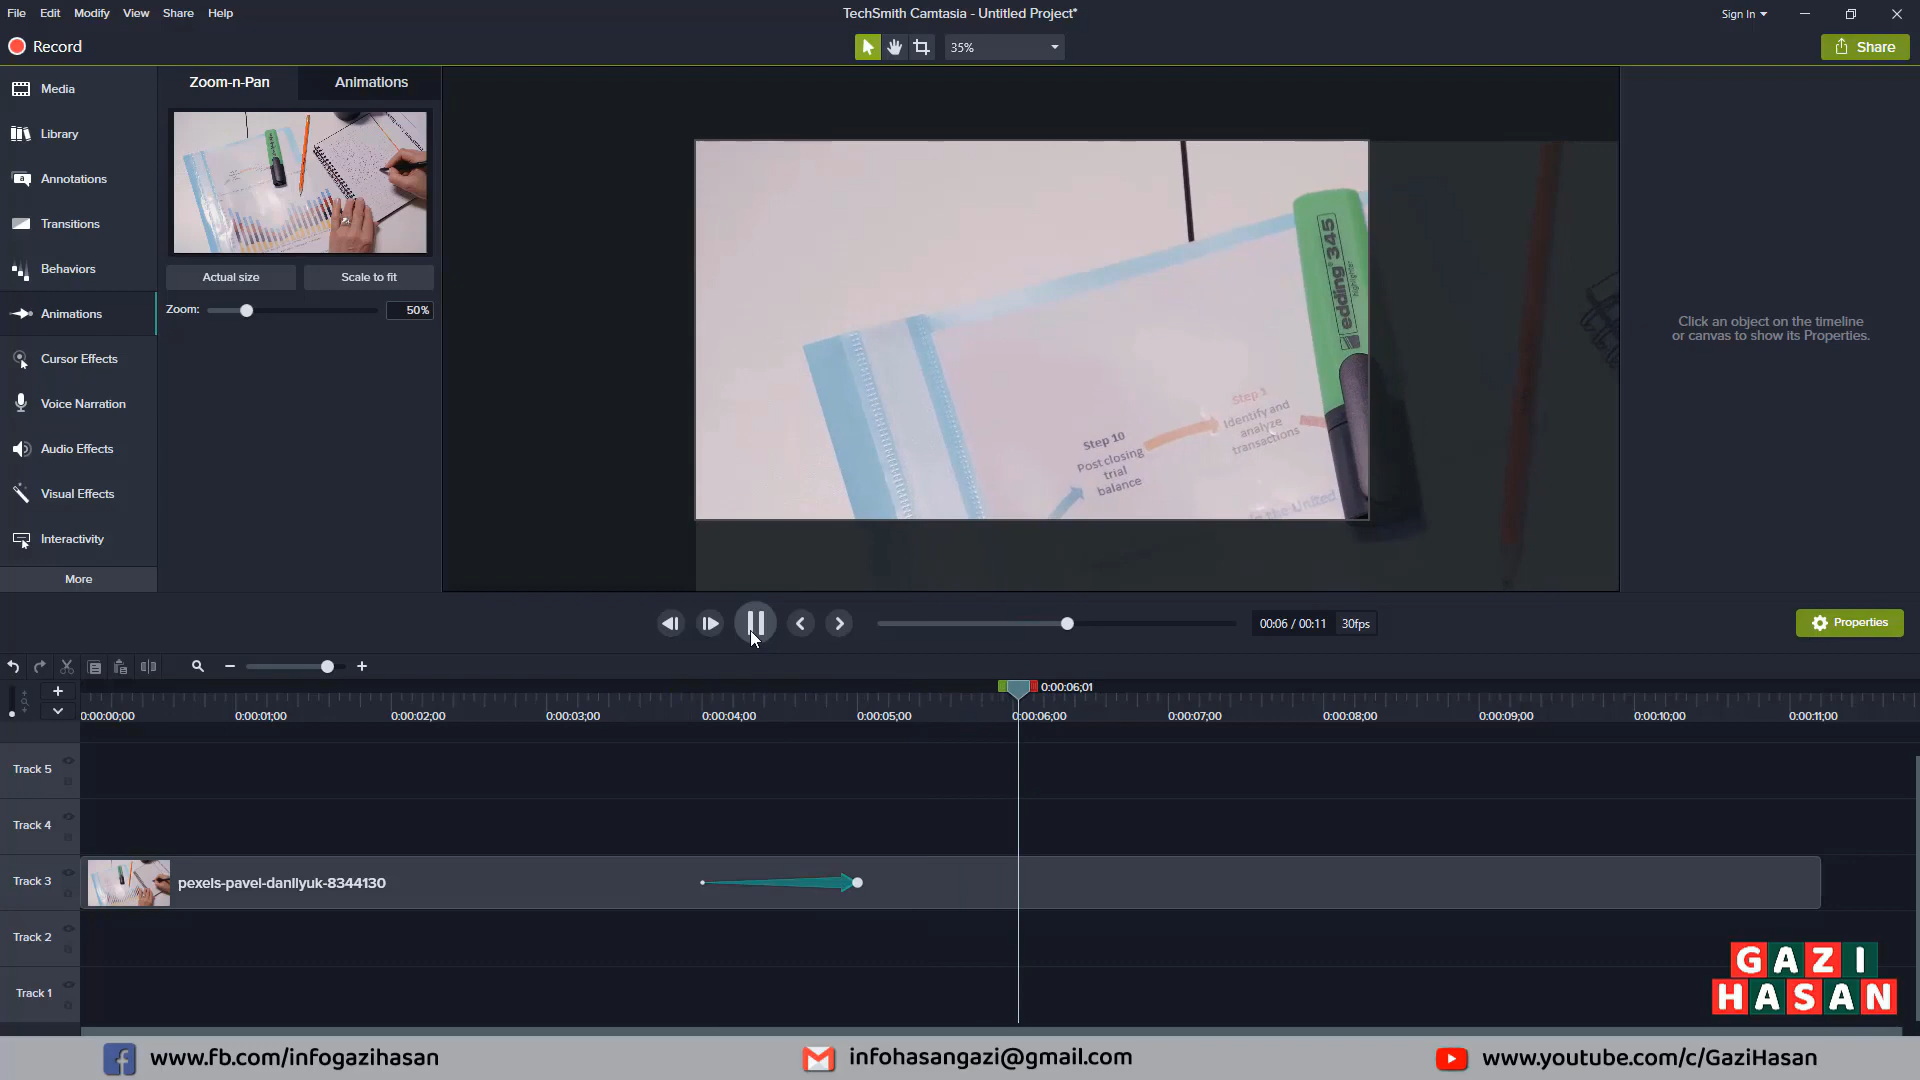 File Edit Modify View Share Help
TechSmith Camtasia - Untitled Project*
Sign In
Record
35%
Share
Media
Library
Annotations
Transitions
Behaviors
Animations
Cursor Effects
Voice Narration
Audio Effects
Visual Effects
Interactivity
More
Zoom-n-Pan
Animations
Actual size
Scale to fit
Zoom:
50%
edding 345
highlighter
Step 1
Identify and
analyze
transactions
Step 10
Post closing
trial
balance
in the United
Click an object on the timeline
or canvas to show its Properties.
00:06 / 00:11
30fps
Properties
0:00:06;01
0:00:00;00
0:00:01;00
0:00:02;00
0:00:03;00
0:00:04;00
0:00:05;00
0:00:06;00
0:00:07;00
0:00:08;00
0:00:09;00
0:00:10;00
0:00:11;00
Track 5
Track 4
Track 3
pexels-pavel-danilyuk-8344130
Track 2
Track 1
GAZI
HASAN
www.fb.com/infogazihasan
infohasangazi@gmail.com
www.youtube.com/c/GaziHasan